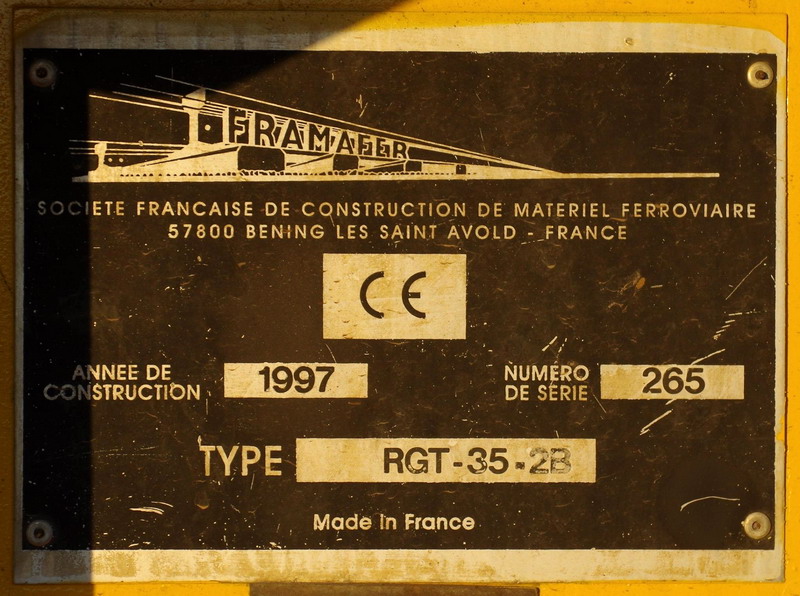 FRAMAFER
SOCIETE FRANCAISE DE CONSTRUCTION DE MATERIEL FERROVIAIRE
57800 BENING LES SAINT AVOLD - FRANCE
CE
ANNEE DE CONSTRUCTION 1997
NUMERO DE SERIE 265
TYPE RGT-35-2B
Made in France